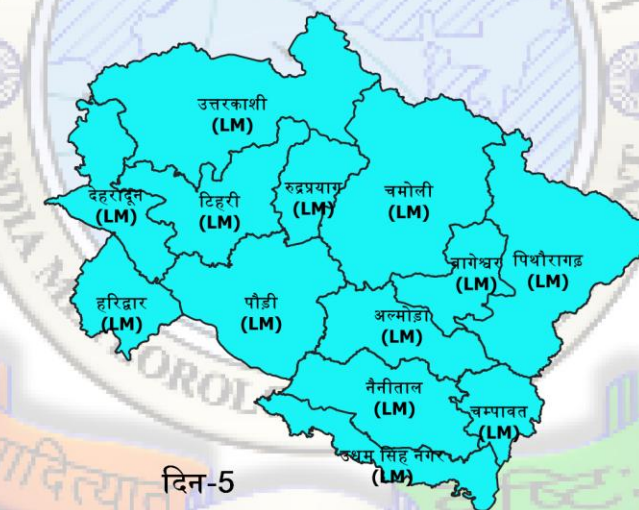 उत्तरकाशी
(LM)
देहरादून
(LM)
टिहरी
(LM)
रुद्रप्रयाग
(LM)
चमोली
(LM)
बागेश्वर
(LM)
पिथौरागढ़
(LM)
हरिद्वार
(LM)
पौड़ी
(LM)
अल्मोड़ा
(LM)
नैनीताल
(LM)
चम्पावत
(LM)
उधम सिंह नगर
(LM)
दिन-5